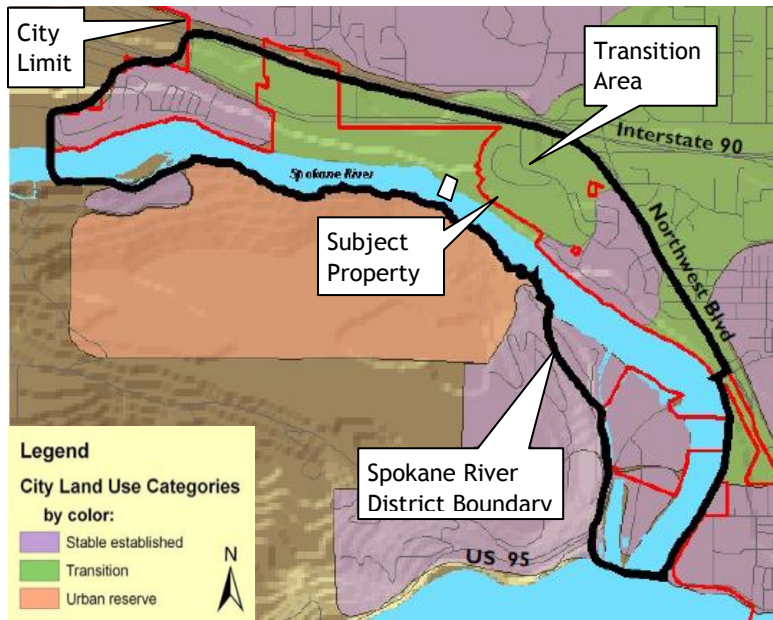 City
Limit
Transition
Area
Interstate 90
Spokane River
Northwest Blvd
Subject
Property
Spokane River
District Boundary
US 95
Legend
City Land Use Categories
by color:
Stable established
Transition
Urban reserve
N